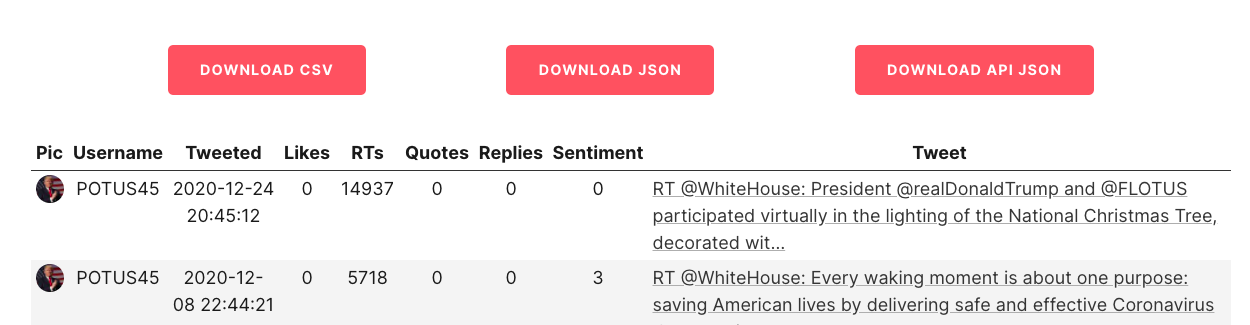 DOWNLOAD CSV DOWNLOAD JSON DOWNLOAD API JSON
Pic Username Tweeted Likes RTs Quotes Replies Sentiment Tweet
POTUS45 2020-12-24 0 14937 0 0 0 RT @WhiteHouse: President @realDonaldTrump and @FLOTUS
20:45:12 participated virtually in the lighting of the National Christmas Tree,
decorated wit...
POTUS45 2020-12- 0 5718 0 0 3 RT @WhiteHouse: Every waking moment is about one purpose:
08 22:44:21 saving American lives by delivering safe and effective Coronavirus